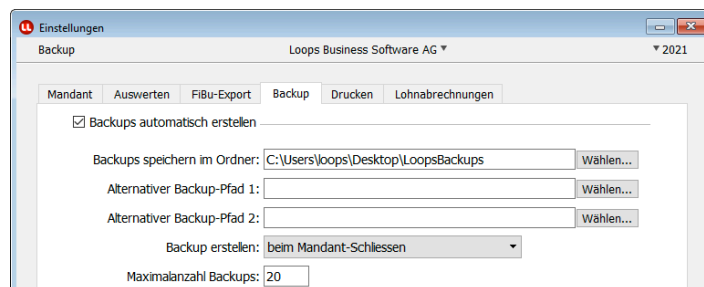 LL Einstellungen
Backup Loops Business Software AG ▼ ▼ 2021
Mandant Auswerten FiBu-Export Backup Drucken Lohnabrechnungen
Backups automatisch erstellen
Backups speichern im Ordner: C:\Users\loops\Desktop\LoopsBackups Wählen...
Alternativer Backup-Pfad 1: Wählen...
Alternativer Backup-Pfad 2: Wählen...
Backup erstellen: beim Mandant-Schliessen
Maximalanzahl Backups: 20